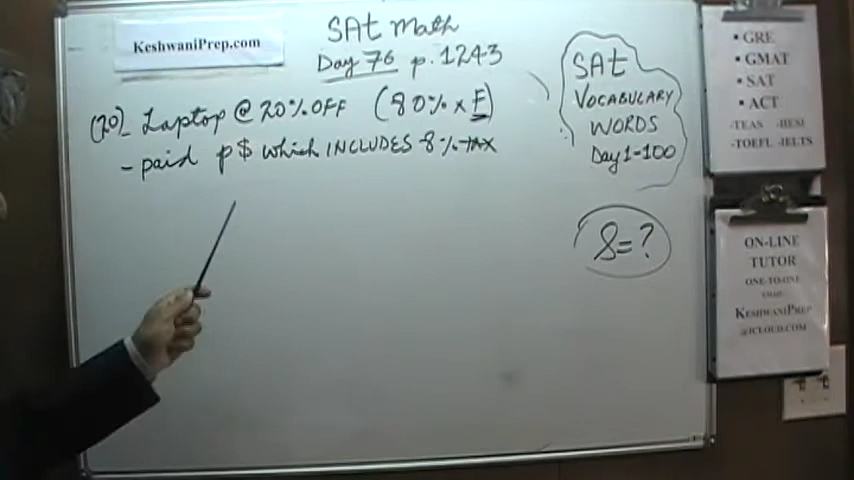 KeshwaniPrep.com
SAt Math
Day 76 p. 1243
(20) Laptop @ 20% OFF (80% x F)
- paid p$ which INCLUDES 8% TAX
SAt
VOCABULARY
WORDS
Day 1-100
8=?
• GRE
• GMAT
• SAT
• ACT
-TEAS -HESI
-TOEFL -IELTS
ON-LINE
TUTOR
ONE-TO-ONE
KESHWANIPREP
@ICLOUD.COM